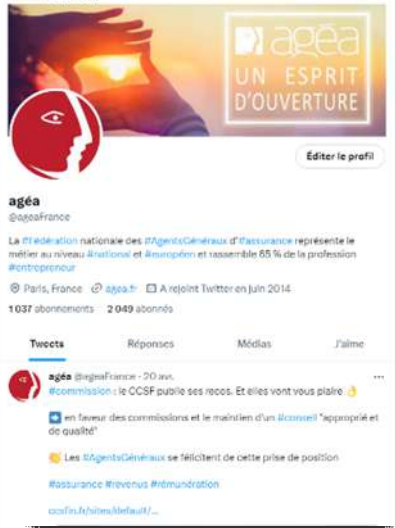 agéa
UN ESPRIT
D'OUVERTURE
Éditer le profil
agéa
@ageaFrance
La #Fédération nationale des #AgentsGénéraux d'#assurance représente le
métier au niveau #national et #européen et rassemble 65 % de la profession
#entrepreneur
Paris, France agea.fr A rejoint Twitter en juin 2014
1 037 abonnements 2 049 abonnés
Tweets Réponses Médias J'aime
agéa @ageaFrance · 20 avr. ...
#commission : le CCSF publie ses recos. Et elles vont vous plaire 👌
➡️ en faveur des commissions et le maintien d'un #conseil "approprié et
de qualité"
👏 Les #AgentsGénéraux se félicitent de cette prise de position
#assurance #revenus #rémunération
ccsfin.fr/sites/default/...